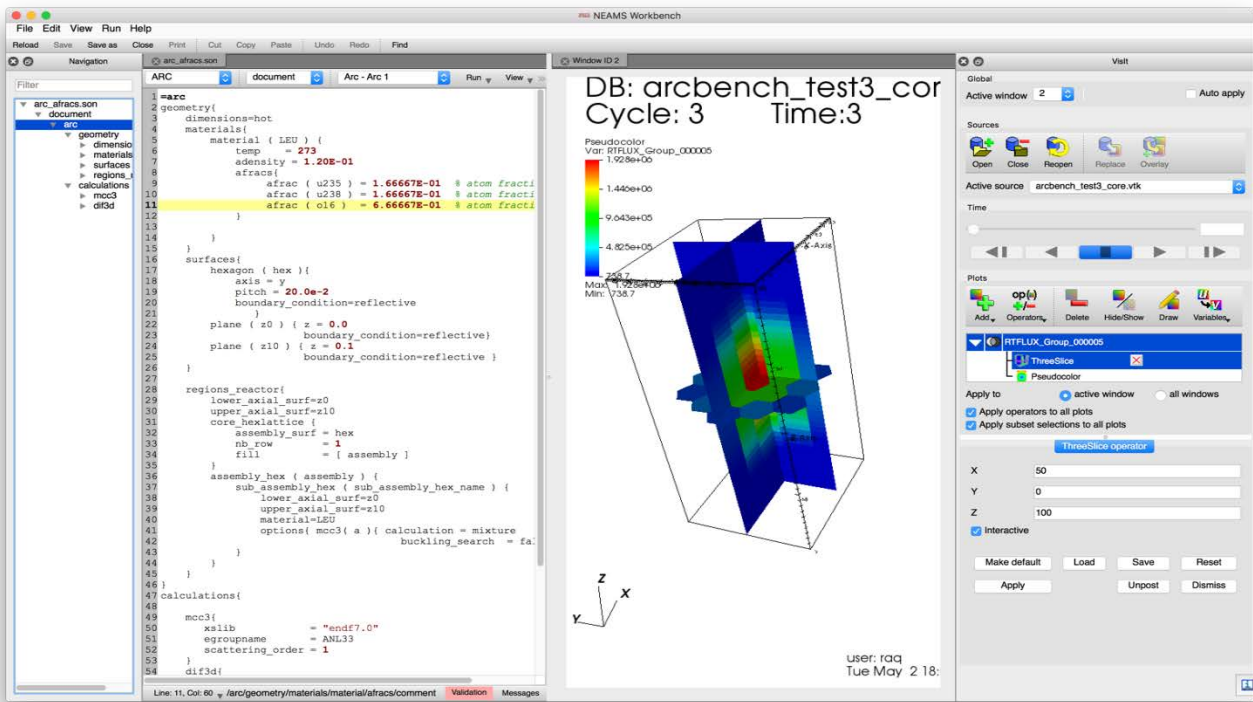 NEAMS Workbench
File Edit View Run Help
Reload Save Save as Close Print Cut Copy Paste Undo Redo Find
Navigation
Filter
arc_afracs.son
document
arc
geometry
dimensio
materials
surfaces
regions_r
calculations
mcc3
dif3d
arc_afracs.son
ARC document Arc - Arc 1 Run View
1 =arc
2 geometry{
3 dimensions=hot
4 materials{
5 material ( LEU ) {
6 temp = 273
7 adensity = 1.20E-01
8 afracs{
9 afrac ( u235 ) = 1.66667E-01 % atom fracti
10 afrac ( u238 ) = 1.66667E-01 % atom fracti
11 afrac ( o16 ) = 6.66667E-01 % atom fracti
12 }
13
14 }
15 }
16 surfaces{
17 hexagon ( hex ){
18 axis = y
19 pitch = 20.0e-2
20 boundary_condition=reflective
21 }
22 plane ( z0 ) { z = 0.0
23 boundary_condition=reflective}
24 plane ( z10 ) { z = 0.1
25 boundary_condition=reflective }
26 }
27
28 regions_reactor{
29 lower_axial_surf=z0
30 upper_axial_surf=z10
31 core_hexlattice {
32 assembly_surf = hex
33 nb_row = 1
34 fill = [ assembly ]
35 }
36 assembly_hex ( assembly ) {
37 sub_assembly_hex ( sub_assembly_hex_name ) {
38 lower_axial_surf=z0
39 upper_axial_surf=z10
40 material=LEU
41 options{ mcc3( a ){ calculation = mixture
42 buckling_search = fa
43 }
44 }
45 }
46 }
47 calculations{
48
49 mcc3{
50 xslib = "endf7.0"
51 egroupname = ANL33
52 scattering_order = 1
53 }
54 dif3d{
Line: 11, Col: 60 /arc/geometry/materials/material/afracs/comment Validation Messages
Window ID 2
DB: arcbench_test3_cor
Cycle: 3 Time:3
Pseudocolor
Var: RTFLUX_Group_000005
1.928e+06
1.446e+06
9.643e+05
4.825e+05
738.7
Max: 1.928e+06
Min: 738.7
X-Axis
Z-Axis
Z
X
Y
user: raq
Tue May 2 18:
VisIt
Global
Active window 2 Auto apply
Sources
Open Close Reopen Replace Overlay
Active source arcbench_test3_core.vtk
Time
Plots
op(=)
+/-
Add Operators Delete Hide/Show Draw Variables
RTFLUX_Group_000005
ThreeSlice
Pseudocolor
Apply to active window all windows
Apply operators to all plots
Apply subset selections to all plots
ThreeSlice operator
X 50
Y 0
Z 100
Interactive
Make default Load Save Reset
Apply Unpost Dismiss